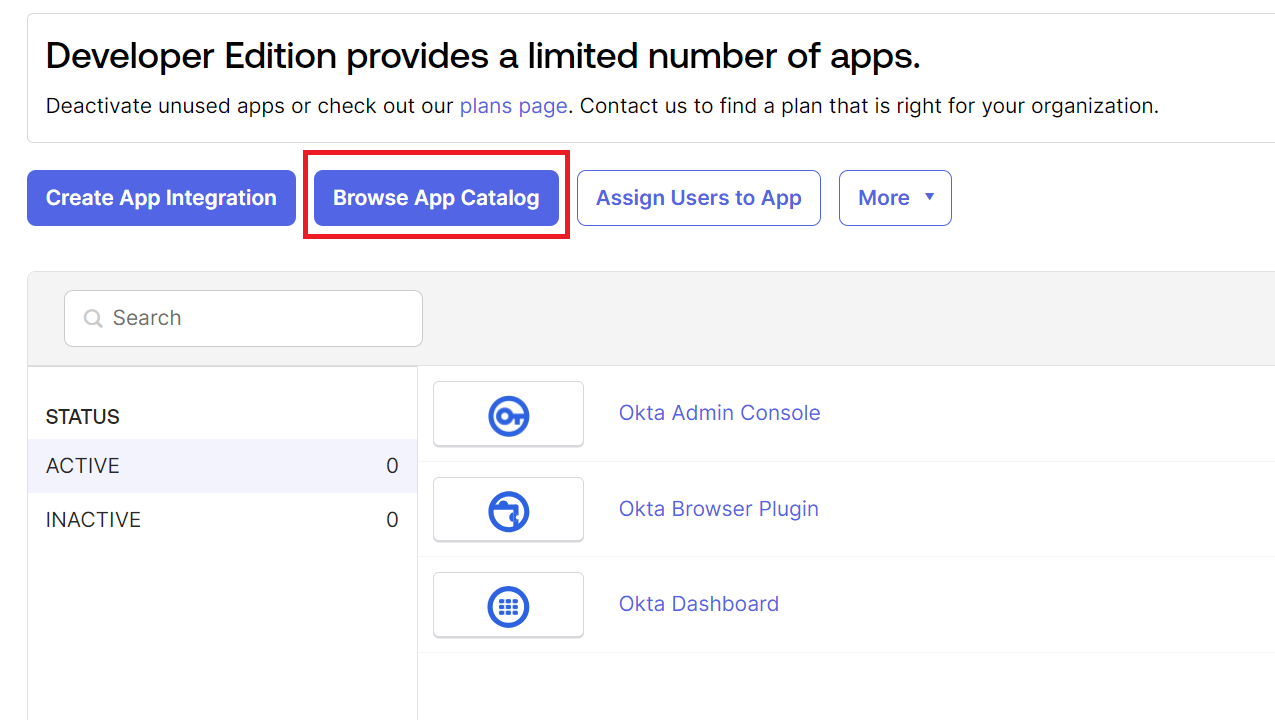 Developer Edition provides a limited number of apps.
Deactivate unused apps or check out our plans page. Contact us to find a plan that is right for your organization.
Create App Integration
Browse App Catalog
Assign Users to App
More
Search
STATUS
ACTIVE 0
INACTIVE 0
Okta Admin Console
Okta Browser Plugin
Okta Dashboard